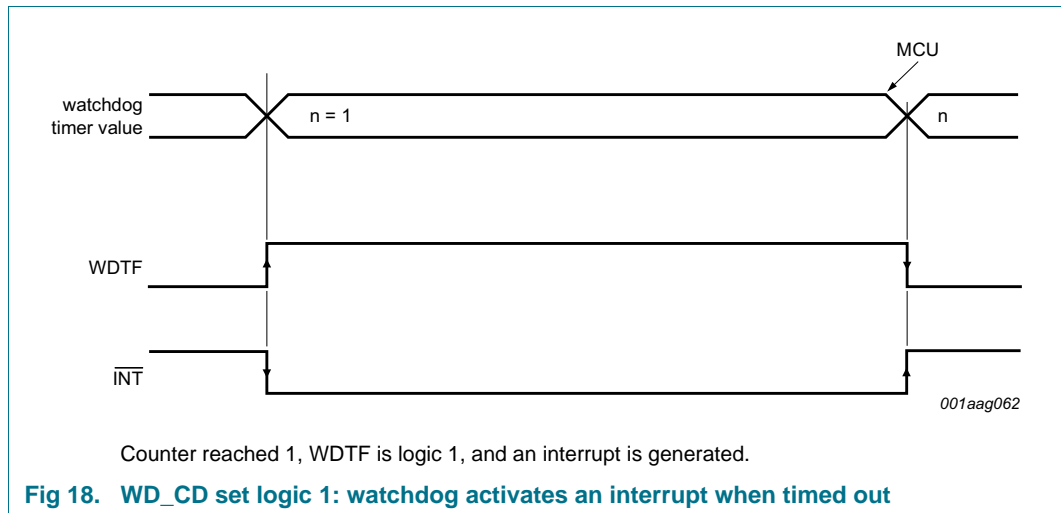 MCU
watchdog
timer value
n = 1
n
WDTF
INT
001aag062
Counter reached 1, WDTF is logic 1, and an interrupt is generated.
Fig 18. WD_CD set logic 1: watchdog activates an interrupt when timed out